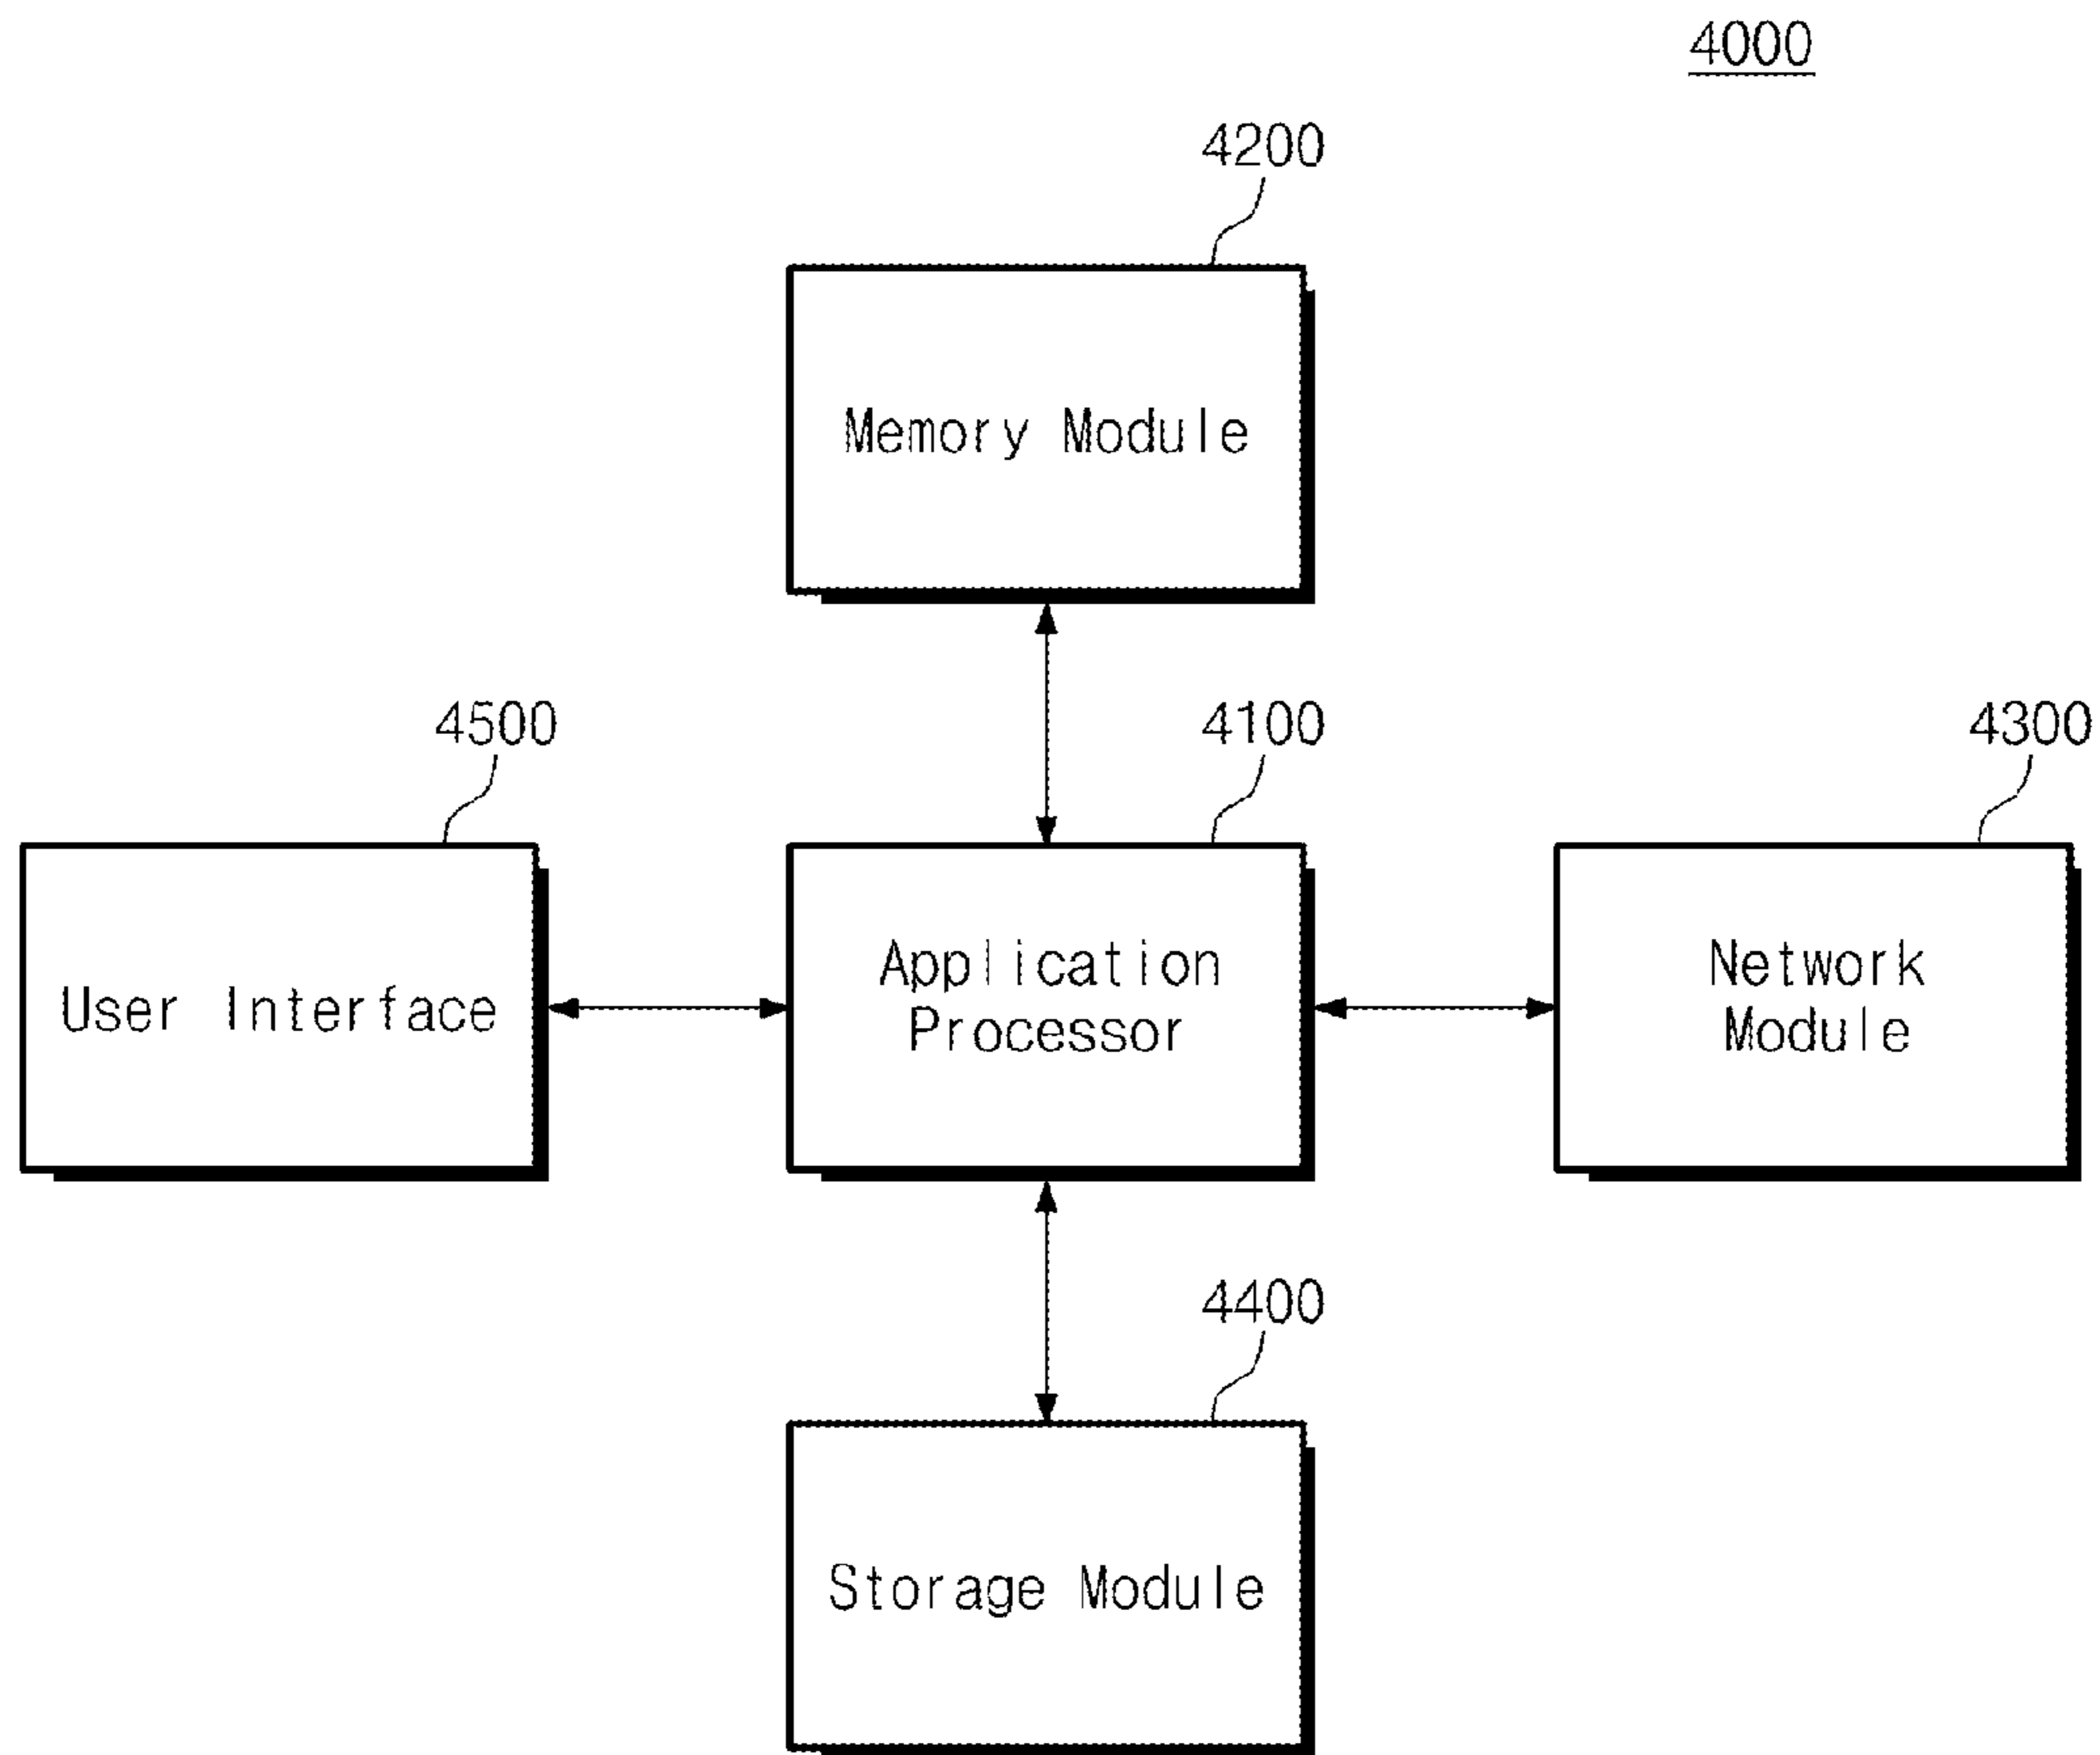 4000
4200
Memory Module
4500
4100
4300
User Interface
Application
Processor
Network
Module
4400
Storage Module